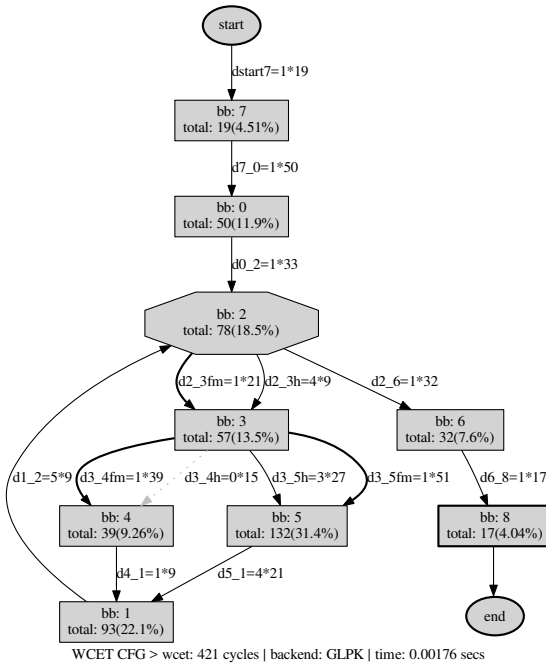 start
dstart7=1*19
bb: 7
total: 19(4.51%)
d7_0=1*50
bb: 0
total: 50(11.9%)
d0_2=1*33
bb: 2
total: 78(18.5%)
d2_3fm=1*21
d2_3h=4*9
d2_6=1*32
bb: 3
total: 57(13.5%)
bb: 6
total: 32(7.6%)
d1_2=5*9
d3_4fm=1*39
d3_4h=0*15
d3_5h=3*27
d3_5fm=1*51
d6_8=1*17
bb: 4
total: 39(9.26%)
bb: 5
total: 132(31.4%)
bb: 8
total: 17(4.04%)
d4_1=1*9
d5_1=4*21
bb: 1
total: 93(22.1%)
end
WCET CFG > wcet: 421 cycles | backend: GLPK | time: 0.00176 secs